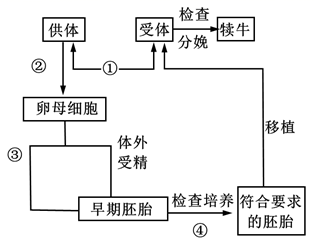 供体
受体
检查
分娩
犊牛
②
①
卵母细胞
移植
③
体外
受精
早期胚胎
检查培养
④
符合要求
的胚胎